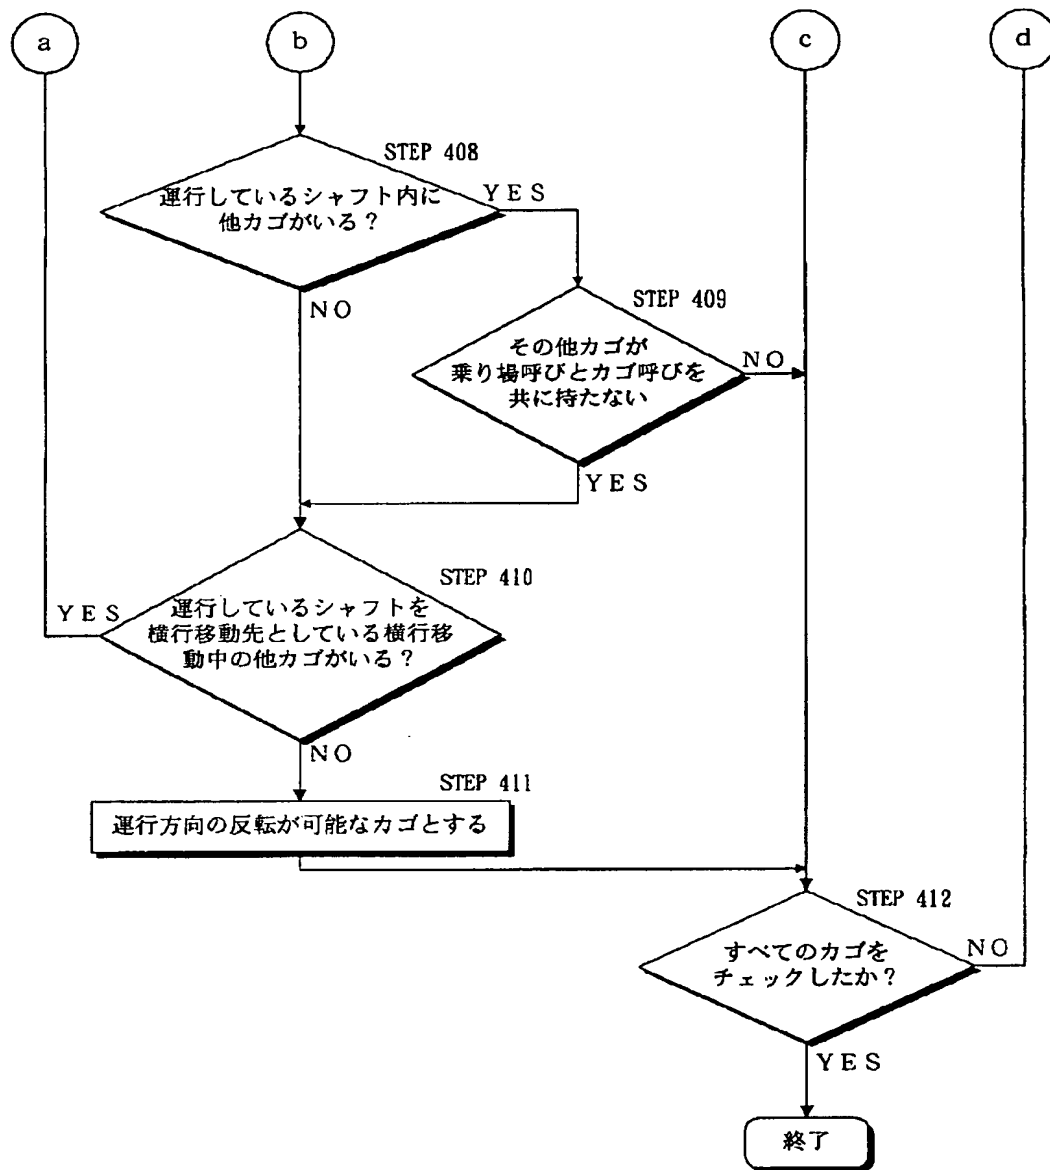 a
b
c
d
STEP 408
運行しているシャフト内に
他カゴがいる？
YES
NO
STEP 409
その他カゴが
乗り場呼びとカゴ呼びを
共に持たない
NO
YES
STEP 410
YES
運行しているシャフトを
横行移動先としている横行移
動中の他カゴがいる？
NO
STEP 411
運行方向の反転が可能なカゴとする
STEP 412
すべてのカゴを
チェックしたか？
NO
YES
終了